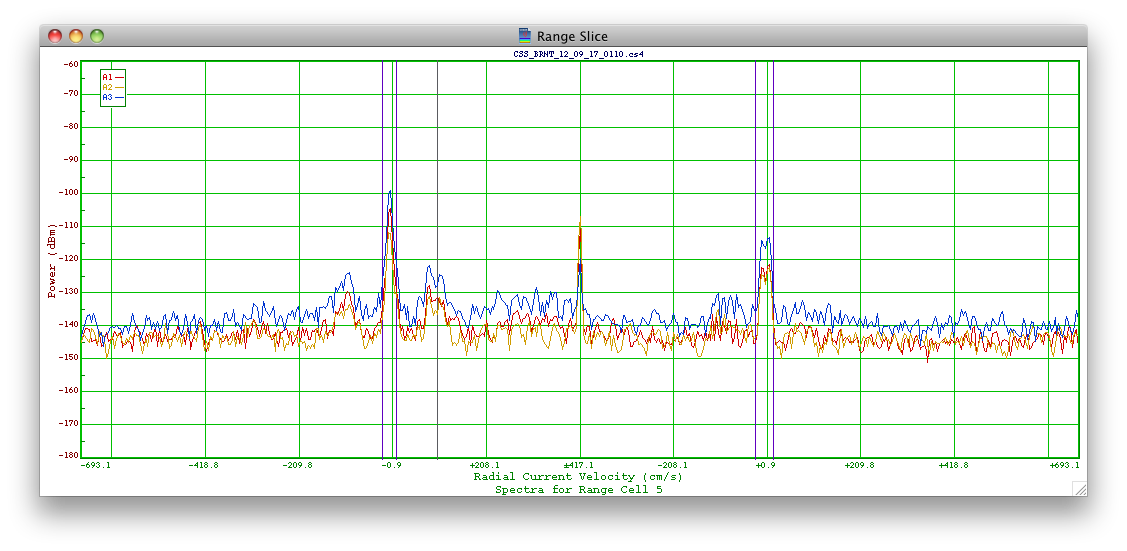 Range Slice
CSS_BRNT_12_09_17_0110.cs4
A1
A2
A3
Power (dBm)
-60
-70
-80
-90
-100
-110
-120
-130
-140
-150
-160
-170
-180
-693.1 -418.8 -209.8 -0.9 +208.1 ±417.1 -208.1 +0.9 +209.8 +418.8 +693.1
Radial Current Velocity (cm/s)
Spectra for Range Cell 5